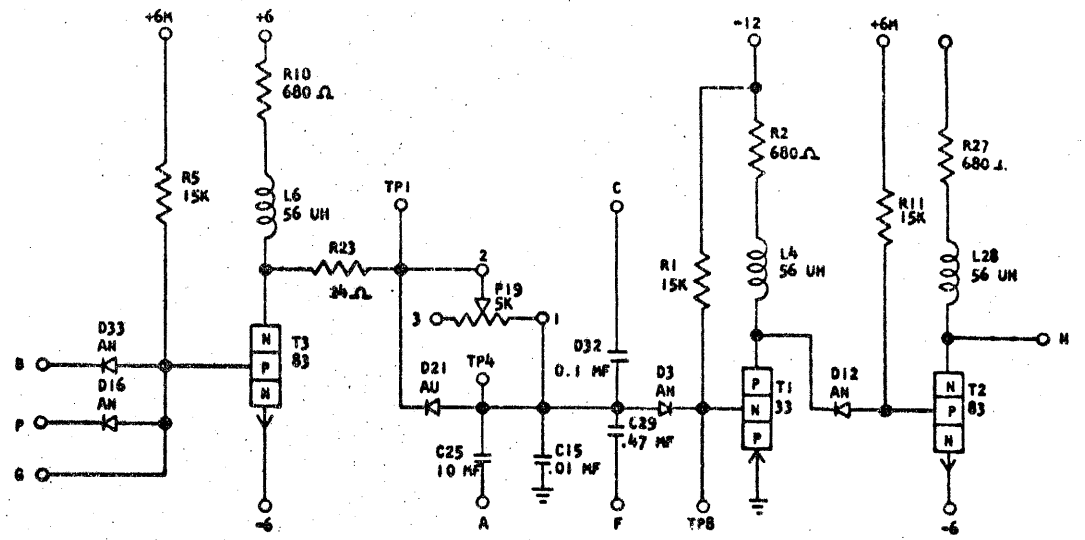 +6M
+6
-12
+6M
R10
680 Ω
R2
680Ω
R27
680
R5
15K
L6
56 UH
TP1
C
R11
15K
R23
24Ω
2
R1
15K
L4
56 UH
L28
56 UH
P19
5K
3
1
D33
AN
N
P
N
T3
83
B
D32
0.1 MF
M
D16
AN
D21
AU
TP4
D3
AN
P
N
P
T1
33
D12
AN
N
P
N
T2
83
P
C25
10 MF
C15
.01 MF
C29
.47 MF
G
-6
A
F
TP8
-6